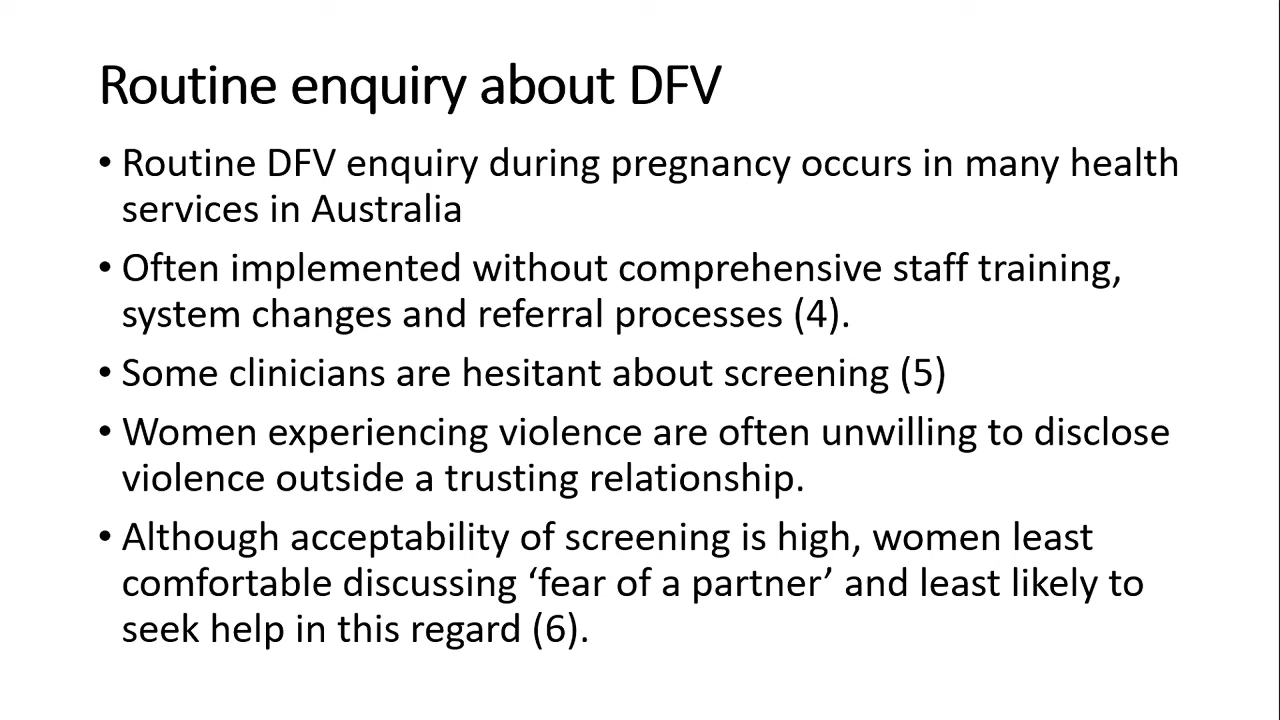 Routine enquiry about DFV
• Routine DFV enquiry during pregnancy occurs in many health
services in Australia
• Often implemented without comprehensive staff training,
system changes and referral processes (4).
• Some clinicians are hesitant about screening (5)
• Women experiencing violence are often unwilling to disclose
violence outside a trusting relationship.
• Although acceptability of screening is high, women least
comfortable discussing ‘fear of a partner’ and least likely to
seek help in this regard (6).